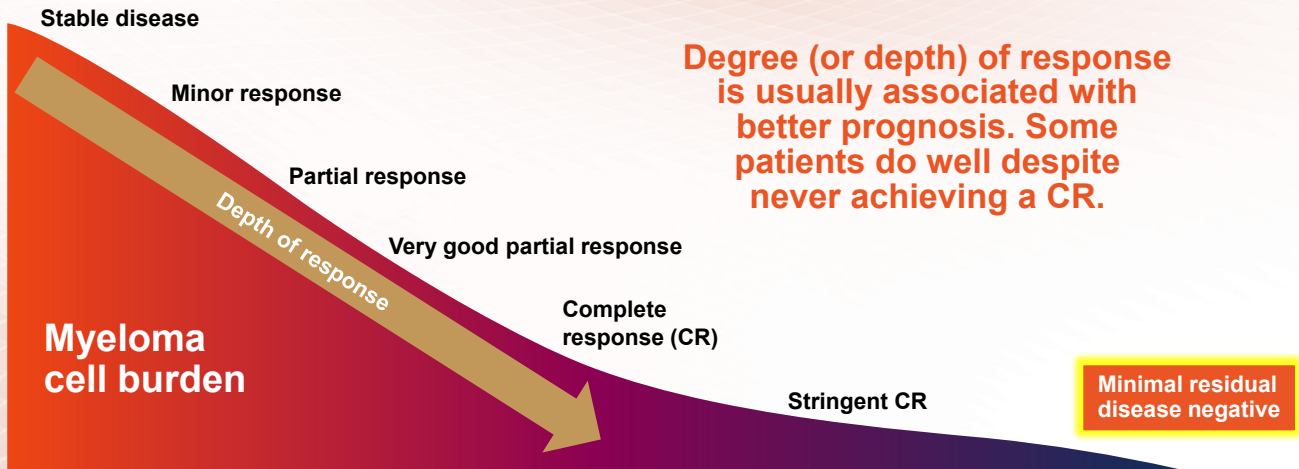 Stable disease
Degree (or depth) of response
is usually associated with
better prognosis. Some
patients do well despite
never achieving a CR.
Minor response
Partial response
Depth of response
Very good partial response
Complete
response (CR)
Myeloma
cell burden
Stringent CR
Minimal residual
disease negative